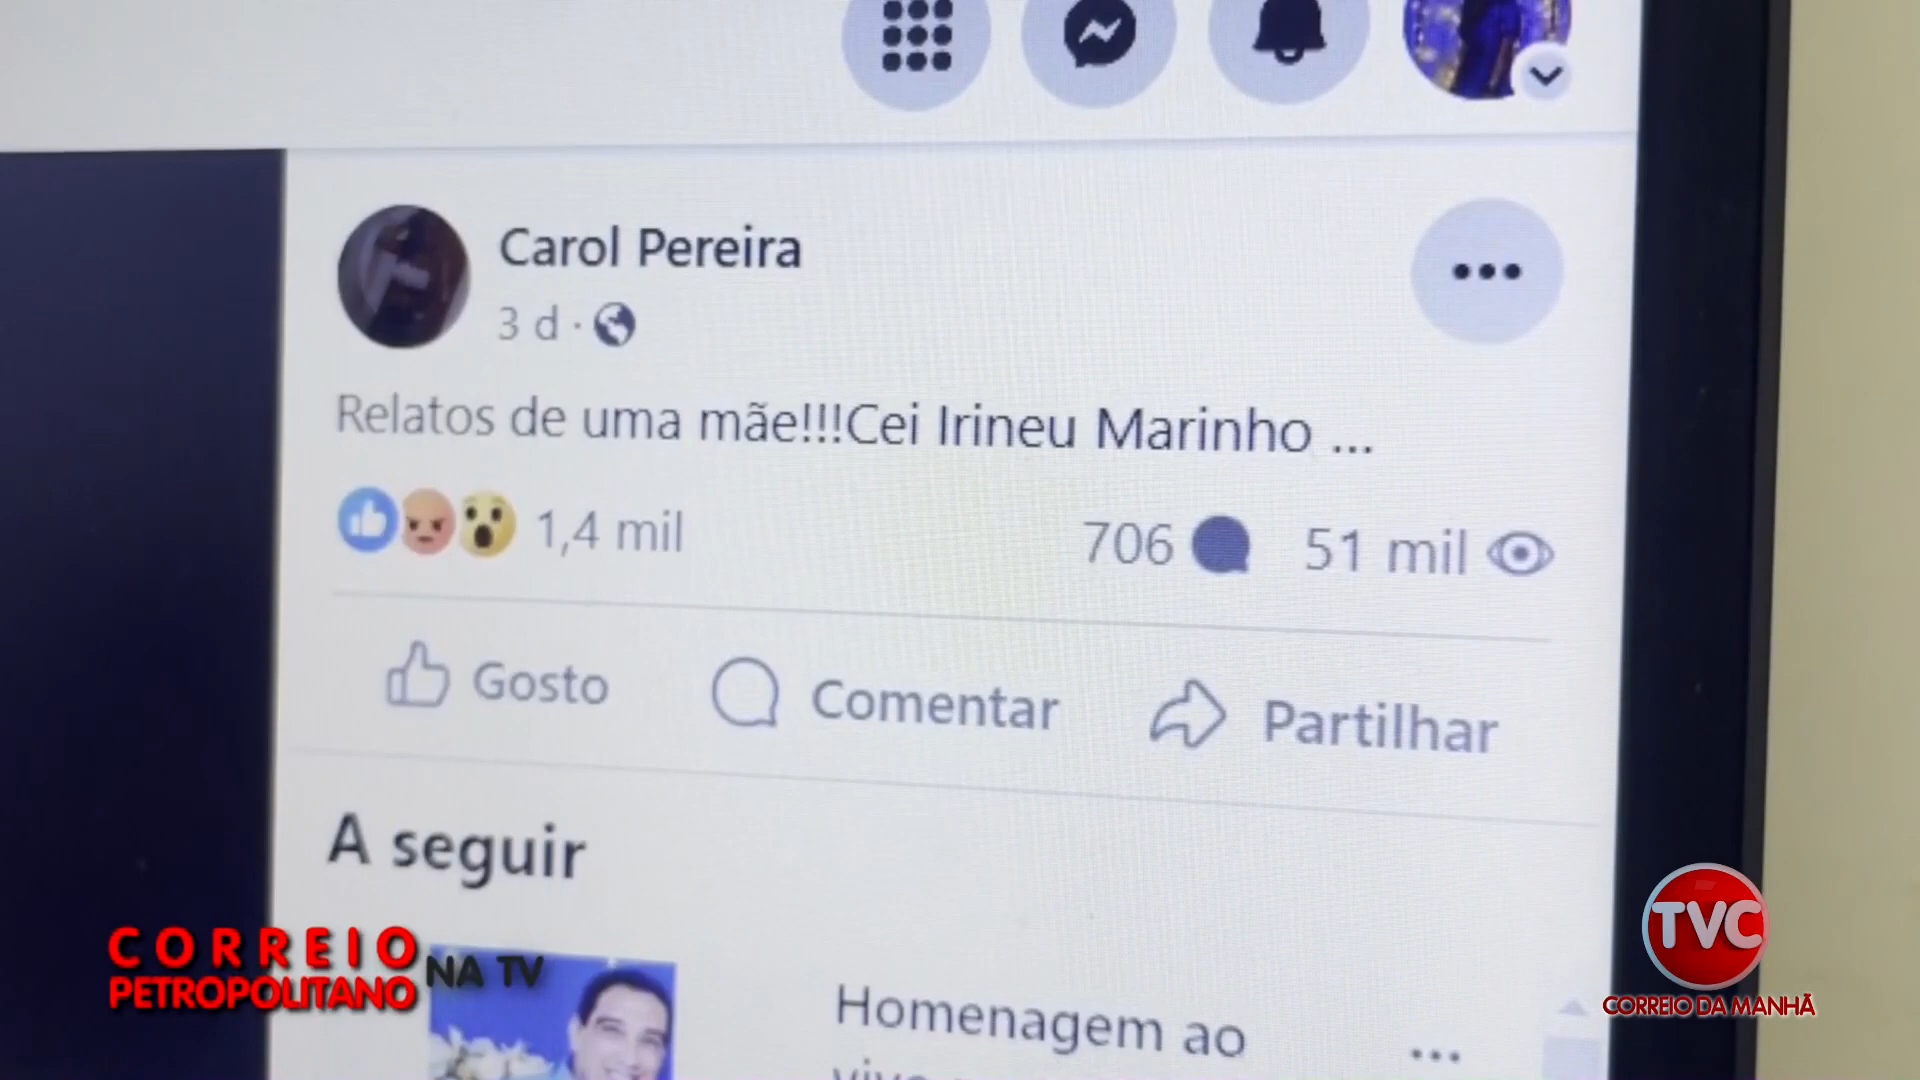 Carol Pereira
3 d ·
Relatos de uma mãe!!!Cei Irineu Marinho ...
1,4 mil
706
51 mil
Gosto
Comentar
Partilhar
A seguir
Homenagem ao
CORREIO
PETROPOLITANO
NA TV
TVC
CORREIO DA MANHÃ